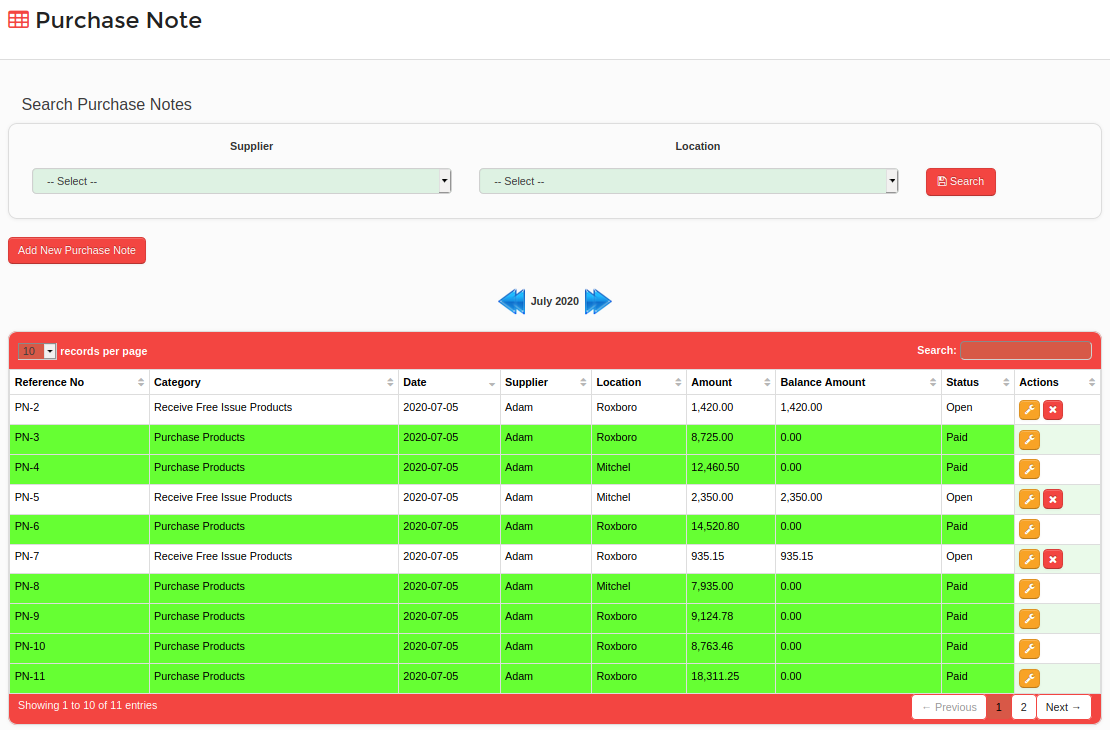 Purchase Note
Search Purchase Notes
Supplier Location
-- Select -- -- Select -- Search
Add New Purchase Note
July 2020
10 records per page Search:
Reference No Category Date Supplier Location Amount Balance Amount Status Actions
PN-2 Receive Free Issue Products 2020-07-05 Adam Roxboro 1,420.00 1,420.00 Open
PN-3 Purchase Products 2020-07-05 Adam Roxboro 8,725.00 0.00 Paid
PN-4 Purchase Products 2020-07-05 Adam Mitchel 12,460.50 0.00 Paid
PN-5 Receive Free Issue Products 2020-07-05 Adam Mitchel 2,350.00 2,350.00 Open
PN-6 Purchase Products 2020-07-05 Adam Roxboro 14,520.80 0.00 Paid
PN-7 Receive Free Issue Products 2020-07-05 Adam Roxboro 935.15 935.15 Open
PN-8 Purchase Products 2020-07-05 Adam Mitchel 7,935.00 0.00 Paid
PN-9 Purchase Products 2020-07-05 Adam Roxboro 9,124.78 0.00 Paid
PN-10 Purchase Products 2020-07-05 Adam Roxboro 8,763.46 0.00 Paid
PN-11 Purchase Products 2020-07-05 Adam Roxboro 18,311.25 0.00 Paid
Showing 1 to 10 of 11 entries ← Previous 1 2 Next →